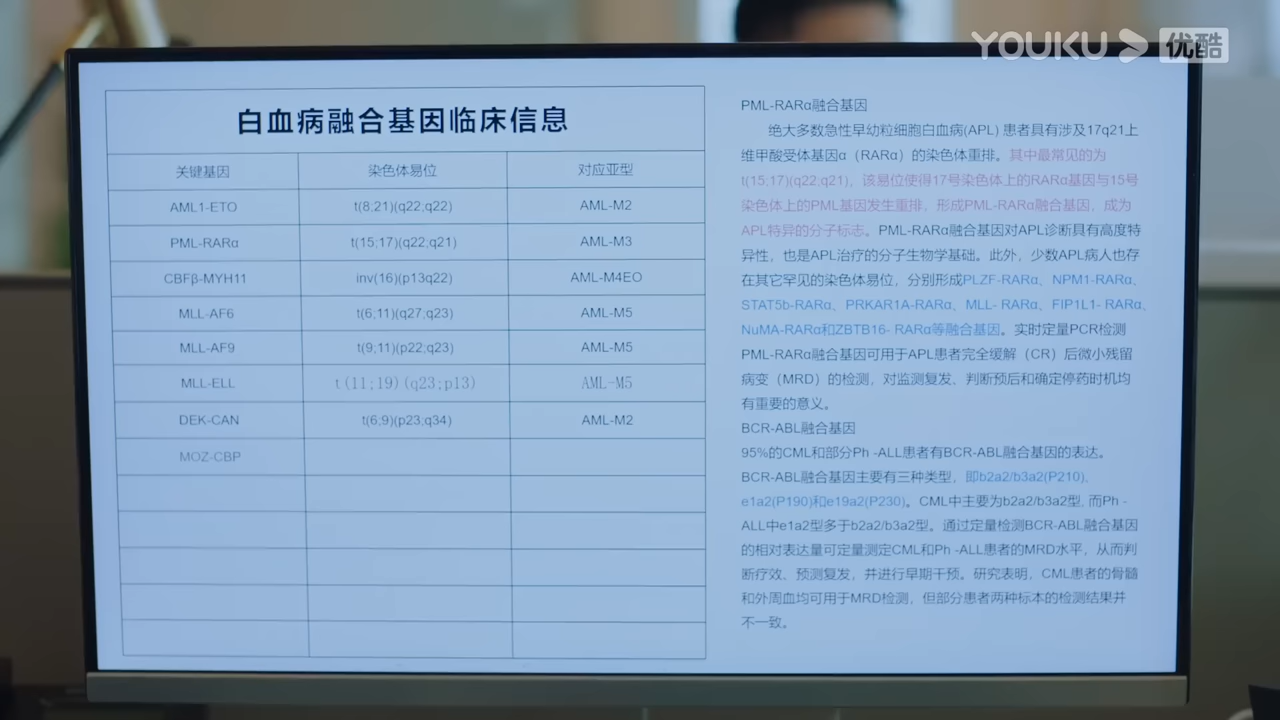 YOUKU 优酷
白血病融合基因临床信息
关键基因 染色体易位 对应亚型
AML1-ETO t(8,21)(q22;q22) AML-M2
PML-RARα t(15;17)(q22;q21) AML-M3
CBFβ-MYH11 inv(16)(p13q22) AML-M4EO
MLL-AF6 t(6;11)(q27;q23) AML-M5
MLL-AF9 t(9;11)(p22;q23) AML-M5
MLL-ELL t(11;19)(q23;p13) AML-M5
DEK-CAN t(6;9)(p23;q34) AML-M2
MOZ-CBP
PML-RARα融合基因
绝大多数急性早幼粒细胞白血病(APL) 患者具有涉及17q21上
维甲酸受体基因α（RARα）的染色体重排。其中最常见的为
t(15;17)(q22;q21)，该易位使得17号染色体上的RARα基因与15号
染色体上的PML基因发生重排，形成PML-RARα融合基因，成为
APL特异的分子标志。PML-RARα融合基因对APL诊断具有高度特
异性，也是APL治疗的分子生物学基础。此外，少数APL病人也存
在其它罕见的染色体易位，分别形成PLZF-RARα、NPM1-RARα、
STAT5b-RARα、PRKAR1A-RARα、MLL- RARα、FIP1L1- RARα、
NuMA-RARα和ZBTB16- RARα等融合基因。实时定量PCR检测
PML-RARα融合基因可用于APL患者完全缓解（CR）后微小残留
病变（MRD）的检测，对监测复发、判断预后和确定停药时机均
有重要的意义。
BCR-ABL融合基因
95%的CML和部分Ph -ALL患者有BCR-ABL融合基因的表达。
BCR-ABL融合基因主要有三种类型，即b2a2/b3a2(P210)、
e1a2(P190)和e19a2(P230)。CML中主要为b2a2/b3a2型, 而Ph -
ALL中e1a2型多于b2a2/b3a2型。通过定量检测BCR-ABL融合基因
的相对表达量可定量测定CML和Ph -ALL患者的MRD水平，从而判
断疗效、预测复发，并进行早期干预。研究表明，CML患者的骨髓
和外周血均可用于MRD检测，但部分患者两种标本的检测结果并
不一致。